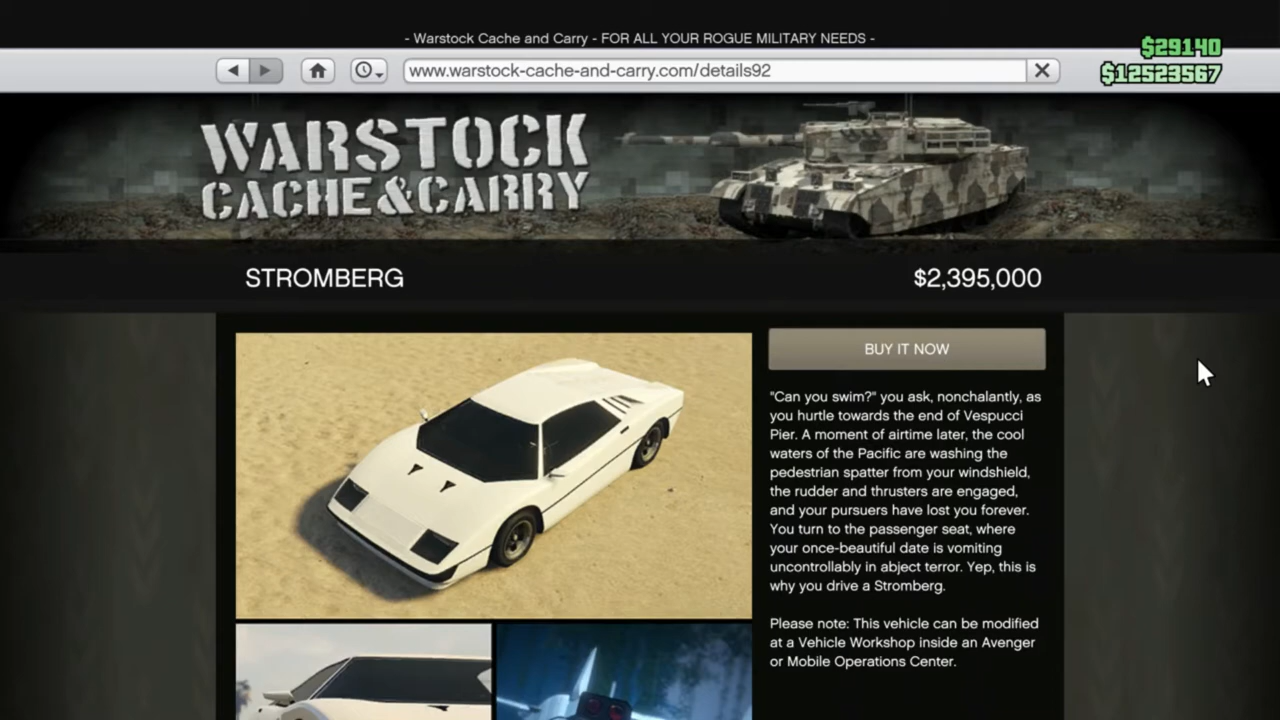 - Warstock Cache and Carry - FOR ALL YOUR ROGUE MILITARY NEEDS -
$29140
www.warstock-cache-and-carry.com/details92
$12523567
WARSTOCK
CACHE&CARRY
STROMBERG
$2,395,000
BUY IT NOW
"Can you swim?" you ask, nonchalantly, as
you hurtle towards the end of Vespucci
Pier. A moment of airtime later, the cool
waters of the Pacific are washing the
pedestrian spatter from your windshield,
the rudder and thrusters are engaged,
and your pursuers have lost you forever.
You turn to the passenger seat, where
your once-beautiful date is vomiting
uncontrollably in abject terror. Yep, this is
why you drive a Stromberg.
Please note: This vehicle can be modified
at a Vehicle Workshop inside an Avenger
or Mobile Operations Center.